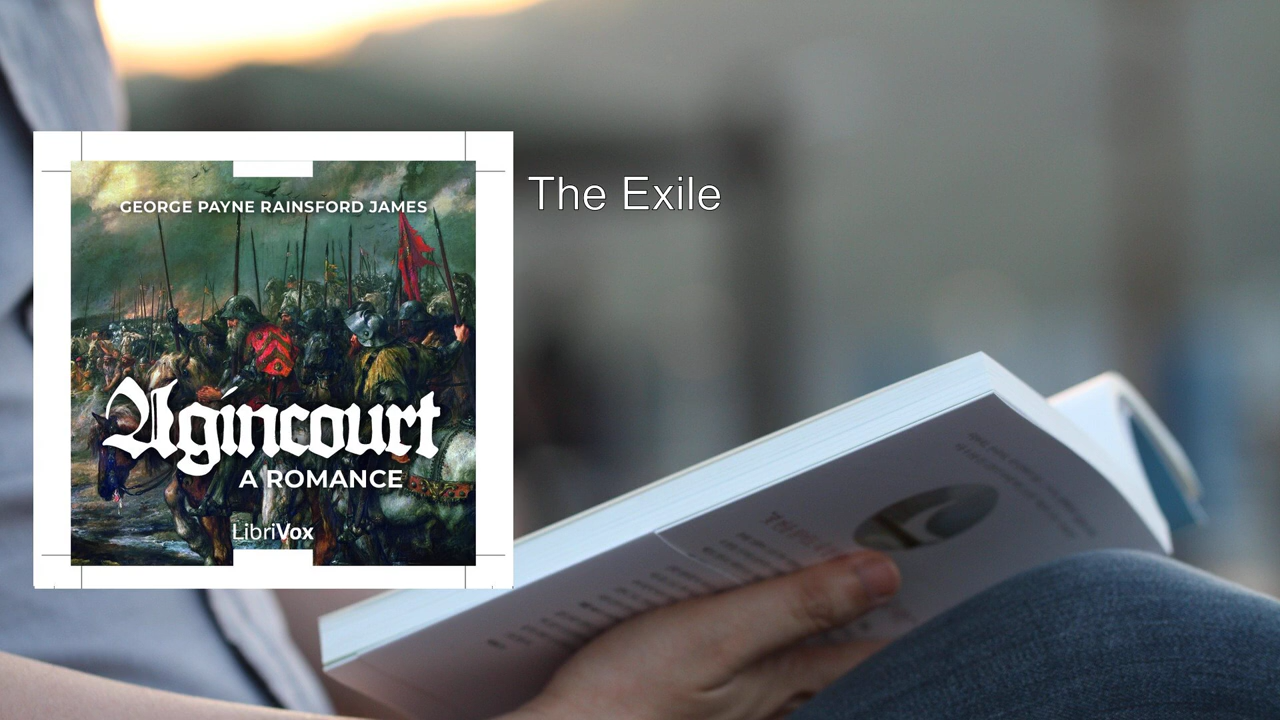 GEORGE PAYNE RAINSFORD JAMES
Agincourt
A ROMANCE
LibriVox
The Exile